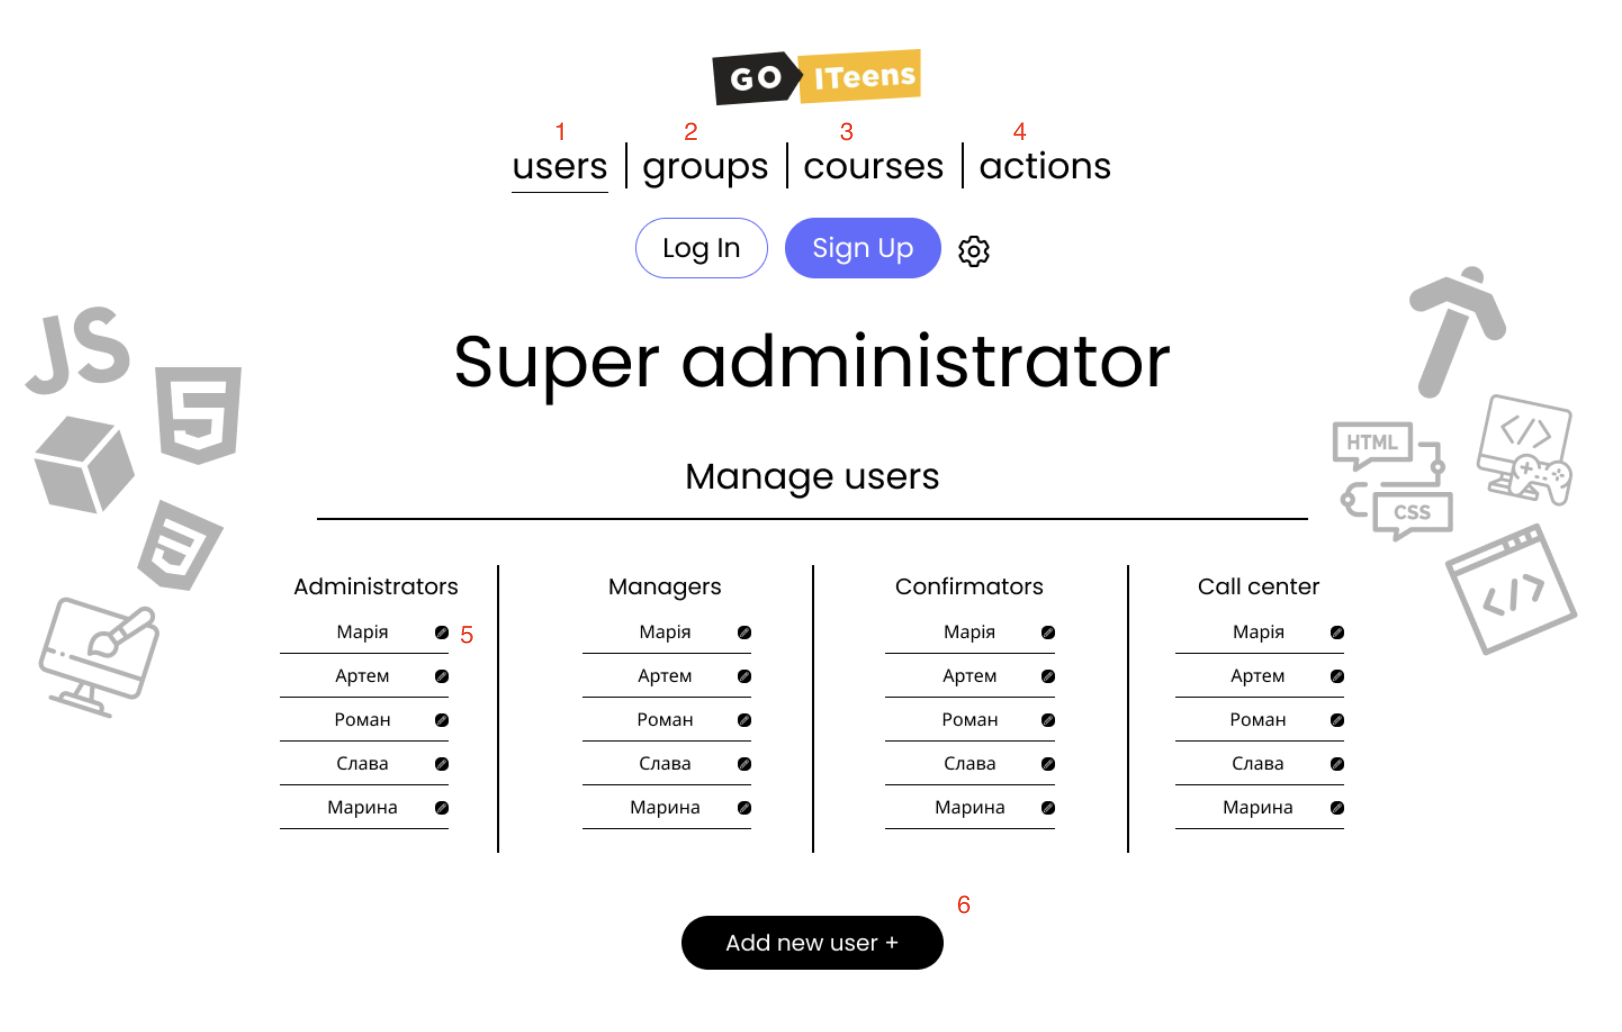 GO ITeens
1 2 3 4
users groups courses actions
Log In Sign Up
JS
Super administrator
HTML
CSS
Manage users
Administrators Managers Confirmators Call center
Марія 5 Марія Марія Марія
Артем Артем Артем Артем
Роман Роман Роман Роман
Слава Слава Слава Слава
Марина Марина Марина Марина
6
Add new user +